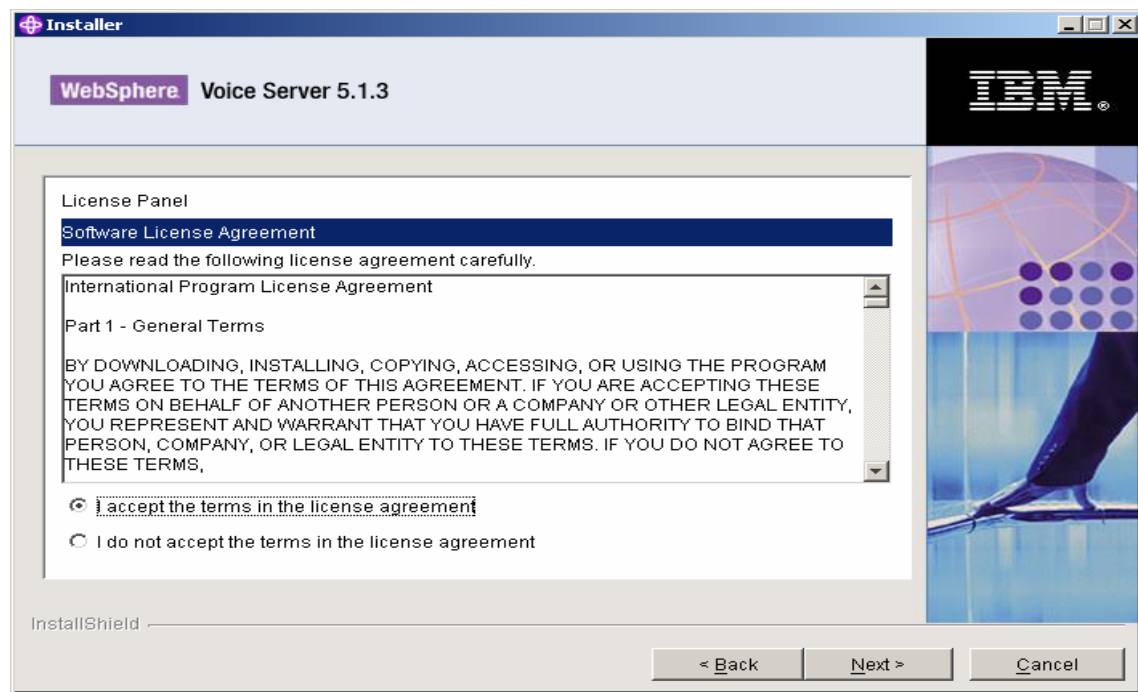 Installer
WebSphere. Voice Server 5.1.3
IBM®
License Panel
Software License Agreement
Please read the following license agreement carefully.
International Program License Agreement
Part 1 - General Terms
BY DOWNLOADING, INSTALLING, COPYING, ACCESSING, OR USING THE PROGRAM
YOU AGREE TO THE TERMS OF THIS AGREEMENT. IF YOU ARE ACCEPTING THESE
TERMS ON BEHALF OF ANOTHER PERSON OR A COMPANY OR OTHER LEGAL ENTITY,
YOU REPRESENT AND WARRANT THAT YOU HAVE FULL AUTHORITY TO BIND THAT
PERSON, COMPANY, OR LEGAL ENTITY TO THESE TERMS. IF YOU DO NOT AGREE TO
THESE TERMS,
I accept the terms in the license agreement
I do not accept the terms in the license agreement
InstallShield
< Back Next > Cancel